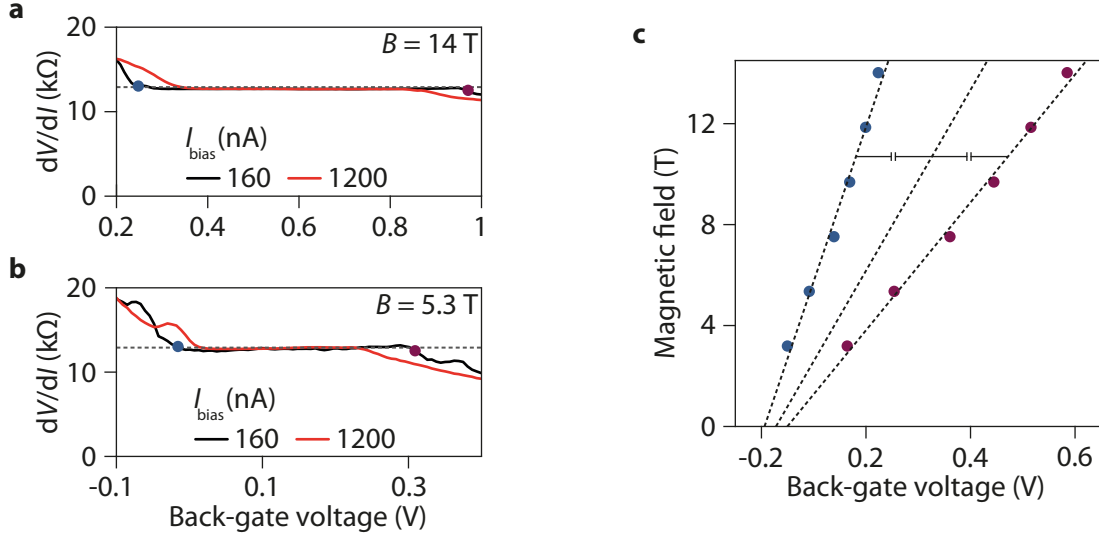 a
20
10
0
dV/dI (kΩ)
B = 14 T
I_bias (nA)
160 1200
0.2 0.4 0.6 0.8 1
b
20
10
0
dV/dI (kΩ)
B = 5.3 T
I_bias (nA)
160 1200
-0.1 0.1 0.3
Back-gate voltage (V)
c
12
8
4
0
Magnetic field (T)
-0.2 0.2 0.4 0.6
Back-gate voltage (V)